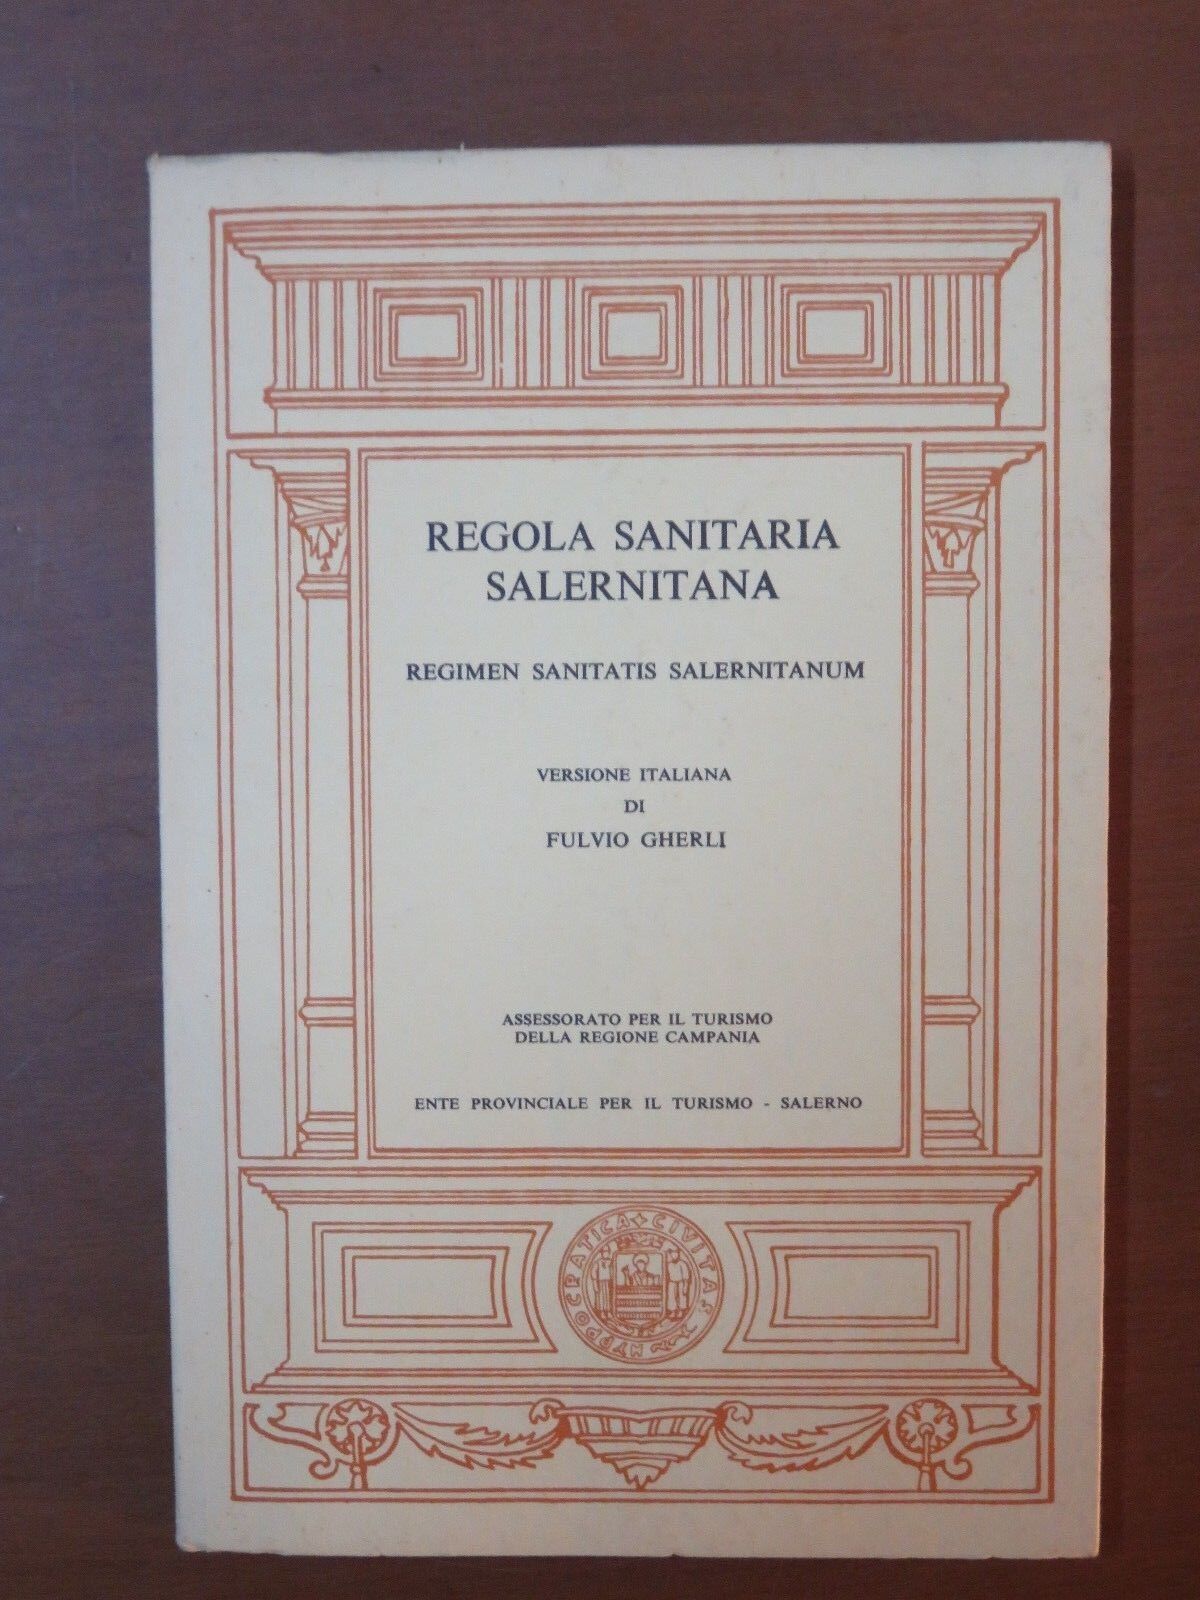 REGOLA SANITARIA
SALERNITANA
REGIMEN SANITATIS SALERNITANUM
VERSIONE ITALIANA
DI
FULVIO GHERLI
ASSESSORATO PER IL TURISMO
DELLA REGIONE CAMPANIA
ENTE PROVINCIALE PER IL TURISMO - SALERNO
HYPPOCRATICA CIVITAS